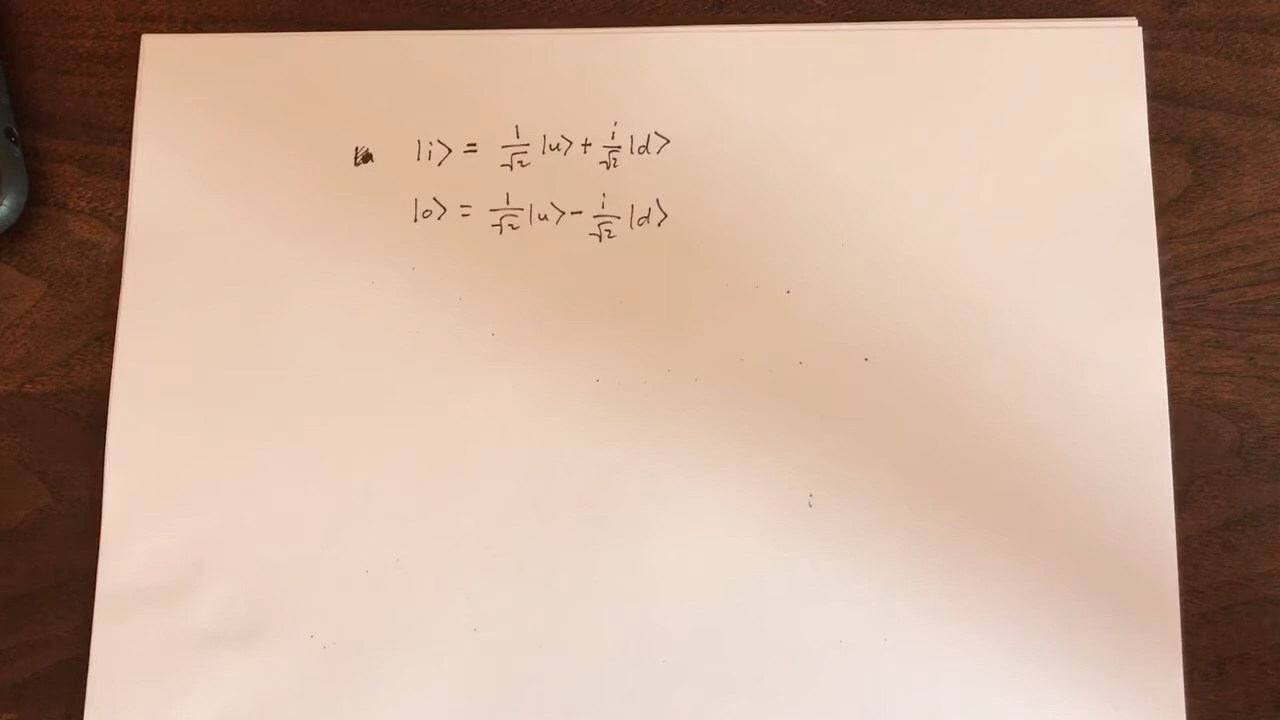 |i⟩ = 1/√2 |u⟩ + i/√2 |d⟩
|o⟩ = 1/√2 |u⟩ - i/√2 |d⟩